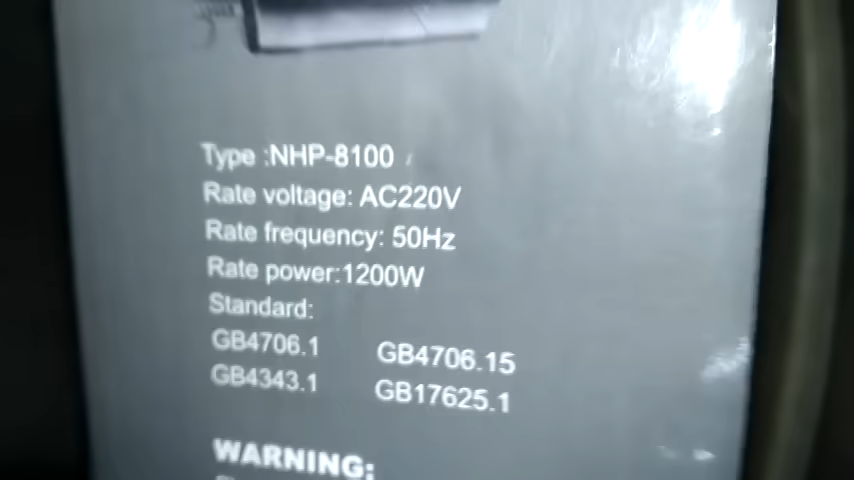 Type :NHP-8100
Rate voltage: AC220V
Rate frequency: 50Hz
Rate power:1200W
Standard:
GB4706.1 GB4706.15
GB4343.1 GB17625.1
WARNING: